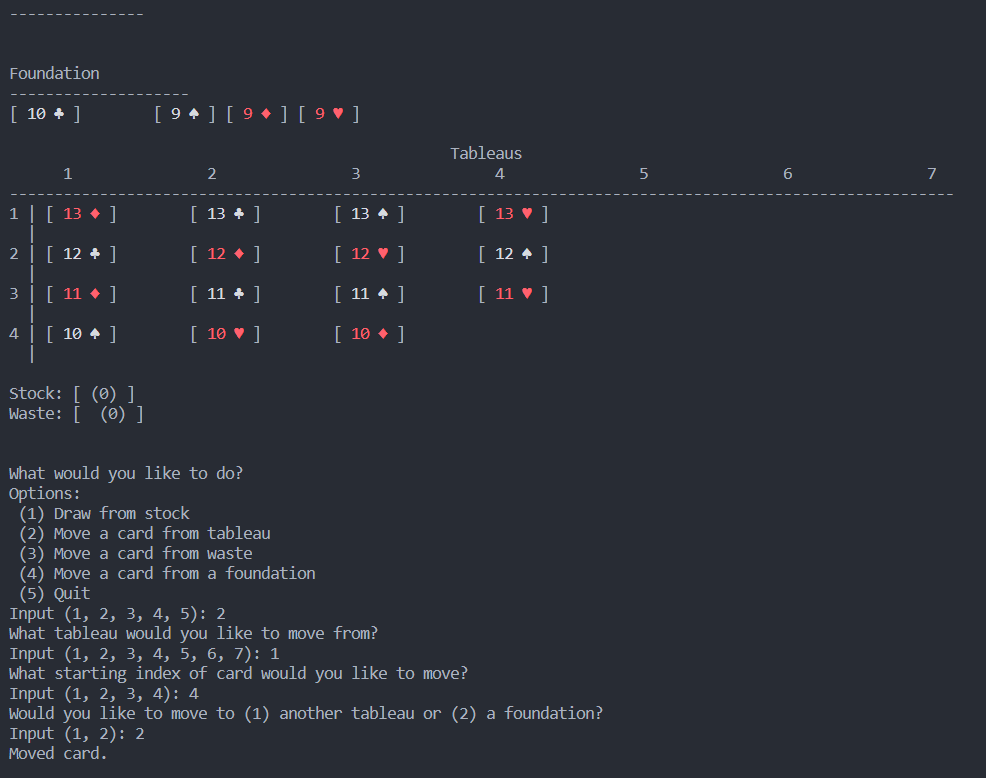 ---------------
Foundation
--------------------
[ 10 ♣ ]        [ 9 ♠ ] [ 9 ♦ ] [ 9 ♥ ]
Tableaus
1 2 3 4 5 6 7
---------------------------------------------------------------------------------------------------------
1 | [ 13 ♦ ]        [ 13 ♣ ]        [ 13 ♠ ]        [ 13 ♥ ]
|
2 | [ 12 ♣ ]        [ 12 ♦ ]        [ 12 ♥ ]        [ 12 ♠ ]
|
3 | [ 11 ♦ ]        [ 11 ♣ ]        [ 11 ♠ ]        [ 11 ♥ ]
|
4 | [ 10 ♠ ]        [ 10 ♥ ]        [ 10 ♦ ]
|
Stock: [ (0) ]
Waste: [  (0) ]
What would you like to do?
Options:
(1) Draw from stock
(2) Move a card from tableau
(3) Move a card from waste
(4) Move a card from a foundation
(5) Quit
Input (1, 2, 3, 4, 5): 2
What tableau would you like to move from?
Input (1, 2, 3, 4, 5, 6, 7): 1
What starting index of card would you like to move?
Input (1, 2, 3, 4): 4
Would you like to move to (1) another tableau or (2) a foundation?
Input (1, 2): 2
Moved card.